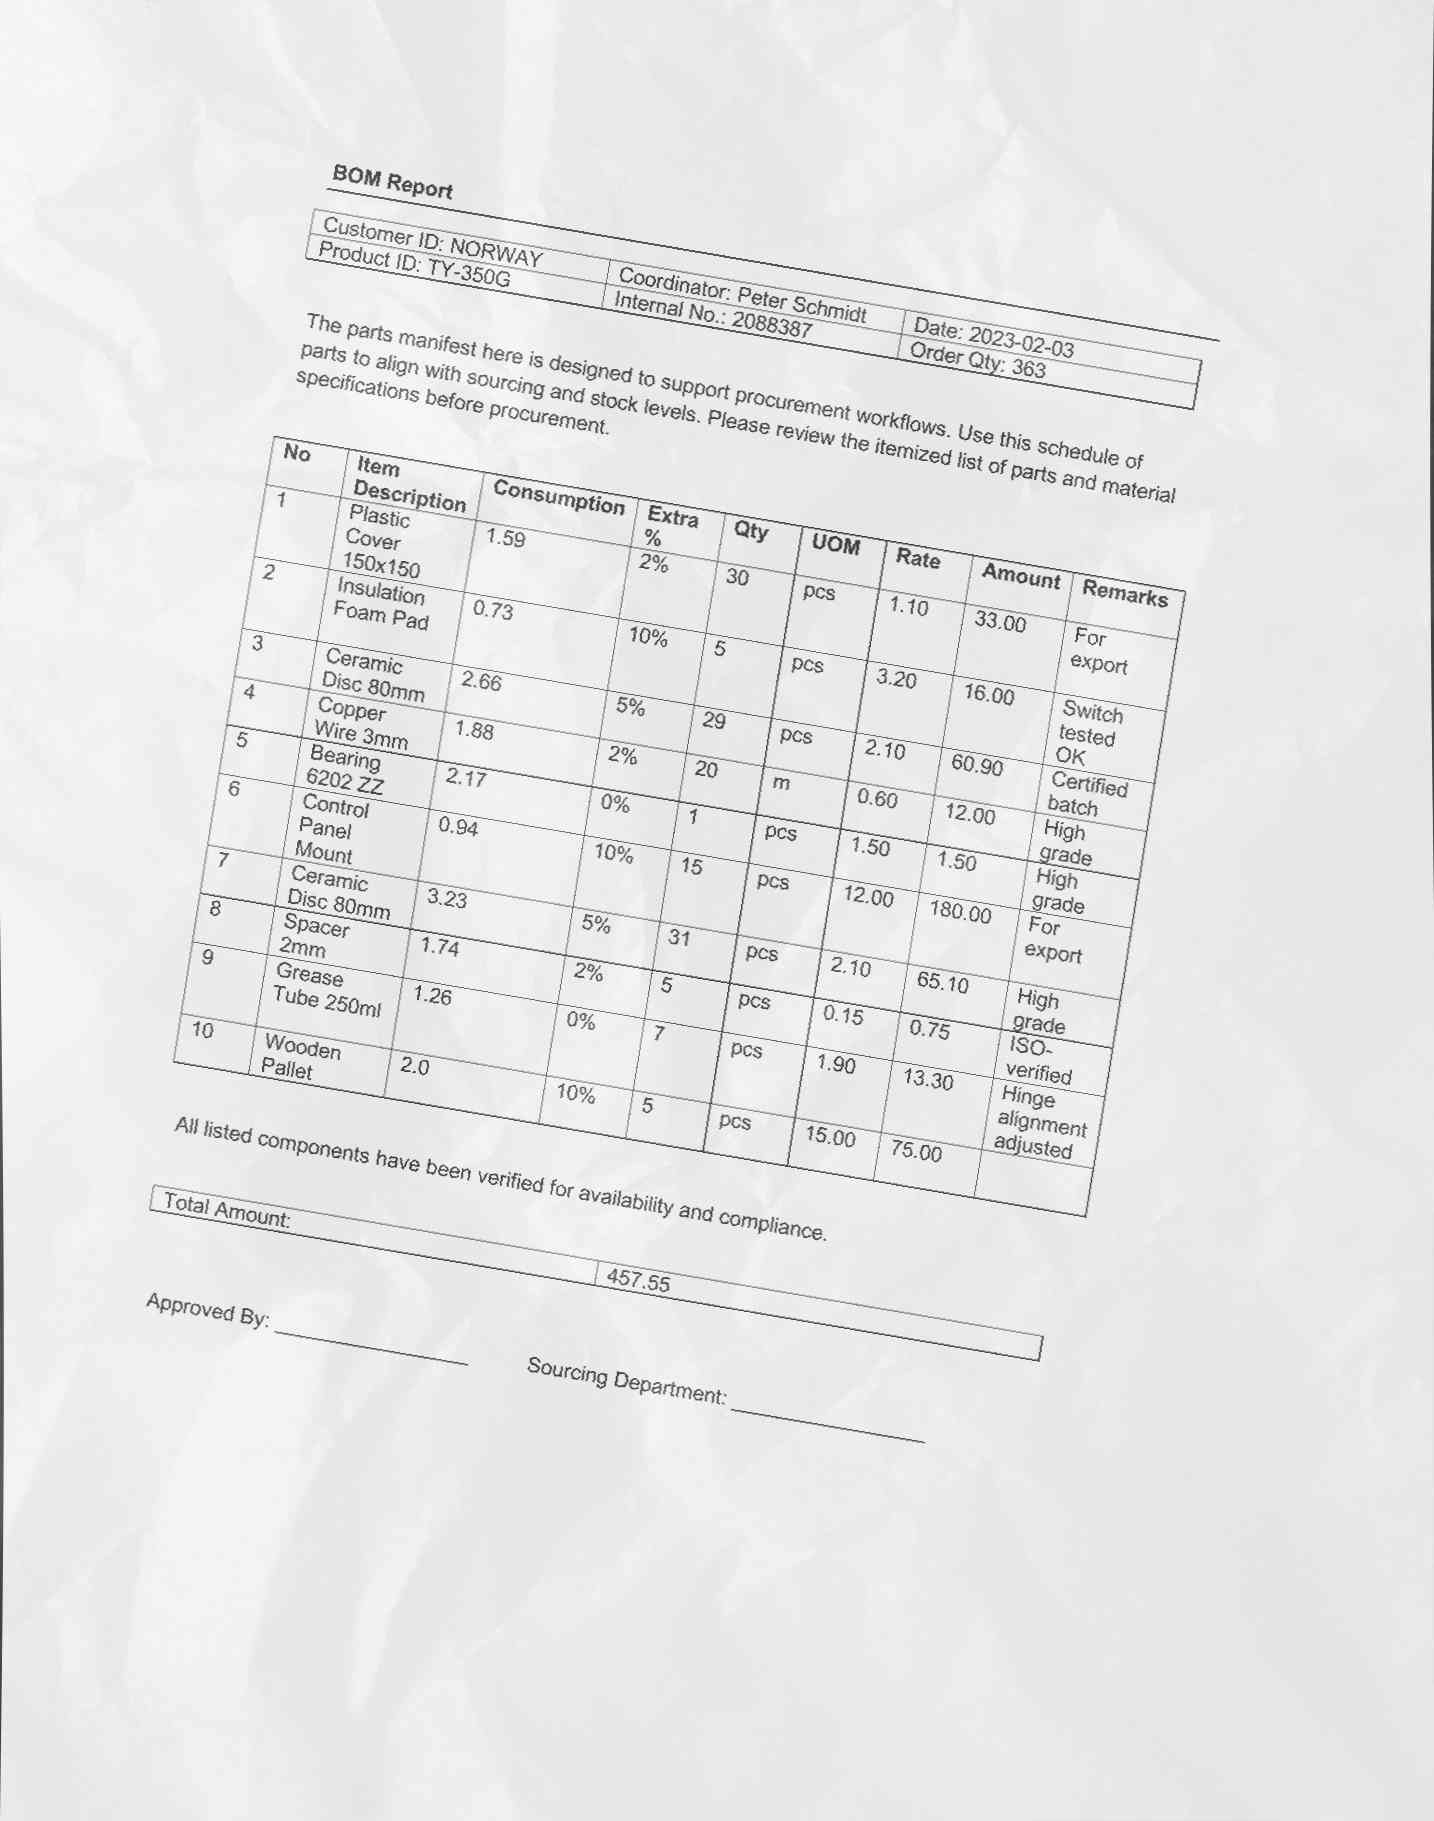 BOM Report
Customer ID: NORWAY Coordinator: Peter Schmidt Date: 2023-02-03
Product ID: TY-350G Internal No.: 2088387 Order Qty: 363
The parts manifest here is designed to support procurement workflows. Use this schedule of
parts to align with sourcing and stock levels. Please review the itemized list of parts and material
specifications before procurement.
No Item Description Consumption Extra % Qty UOM Rate Amount Remarks
1 Plastic Cover 150x150 1.59 2% 30 pcs 1.10 33.00 For export
2 Insulation Foam Pad 0.73 10% 5 pcs 3.20 16.00 Switch tested OK
3 Ceramic Disc 80mm 2.66 5% 29 pcs 2.10 60.90 Certified batch
4 Copper Wire 3mm 1.88 2% 20 m 0.60 12.00 High grade
5 Bearing 6202 ZZ 2.17 0% 1 pcs 1.50 1.50 High grade
6 Control Panel Mount 0.94 10% 15 pcs 12.00 180.00 For export
7 Ceramic Disc 80mm 3.23 5% 31 pcs 2.10 65.10 High grade
8 Spacer 2mm 1.74 2% 5 pcs 0.15 0.75 ISO-verified
9 Grease Tube 250ml 1.26 0% 7 pcs 1.90 13.30 Hinge alignment adjusted
10 Wooden Pallet 2.0 10% 5 pcs 15.00 75.00
All listed components have been verified for availability and compliance.
Total Amount: 457.55
Approved By: Sourcing Department: